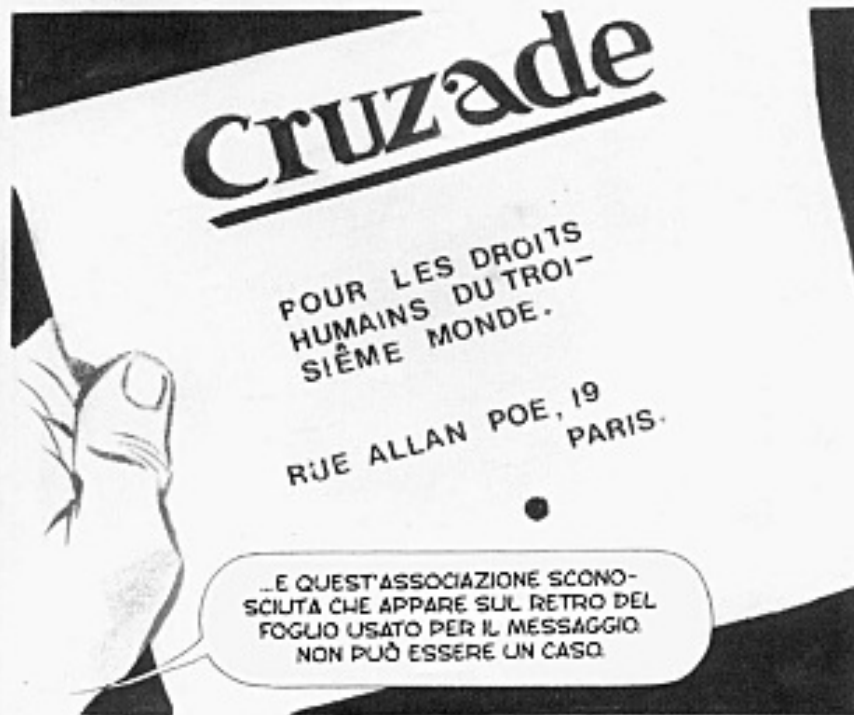 Cruzade
POUR LES DROITS
HUMAINS DU TROI-
SIÊME MONDE.
RUE ALLAN POE, 19
PARIS.
...E QUEST'ASSOCIAZIONE SCONO-
SCIUTA CHE APPARE SUL RETRO DEL
FOGLIO USATO PER IL MESSAGGIO.
NON PUÒ ESSERE UN CASO.